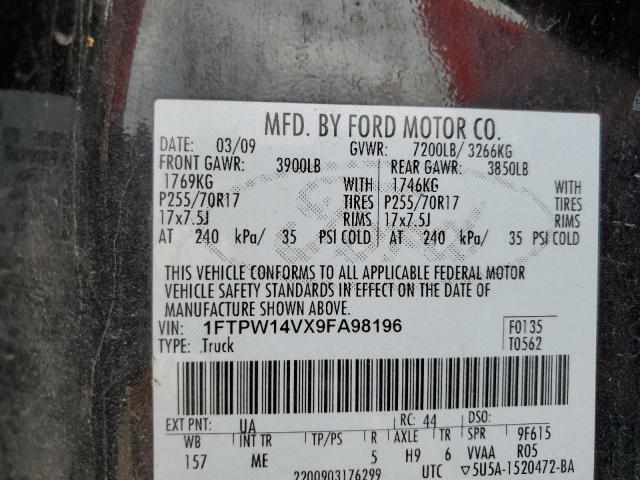 MFD. BY FORD MOTOR CO.
DATE: 03/09 GVWR: 7200LB/ 3266KG
FRONT GAWR: 3900LB REAR GAWR: 3850LB
1769KG WITH 1746KG WITH
P255/70R17 TIRES P255/70R17 TIRES
17x7.5J RIMS 17x7.5J RIMS
AT 240 kPa/ 35 PSI COLD AT 240 kPa/ 35 PSI COLD
THIS VEHICLE CONFORMS TO ALL APPLICABLE FEDERAL MOTOR
VEHICLE SAFETY STANDARDS IN EFFECT ON THE DATE OF
MANUFACTURE SHOWN ABOVE.
VIN: 1FTPW14VX9FA98196 F0135
TYPE: Truck T0562
EXT PNT: UA RC: 44 DSO:
WB INT TR TP/PS R AXLE TR SPR 9F615
157 ME 5 H9 6 VVAA R05
2200903176299 UTC ▽5U5A-1520472-BA